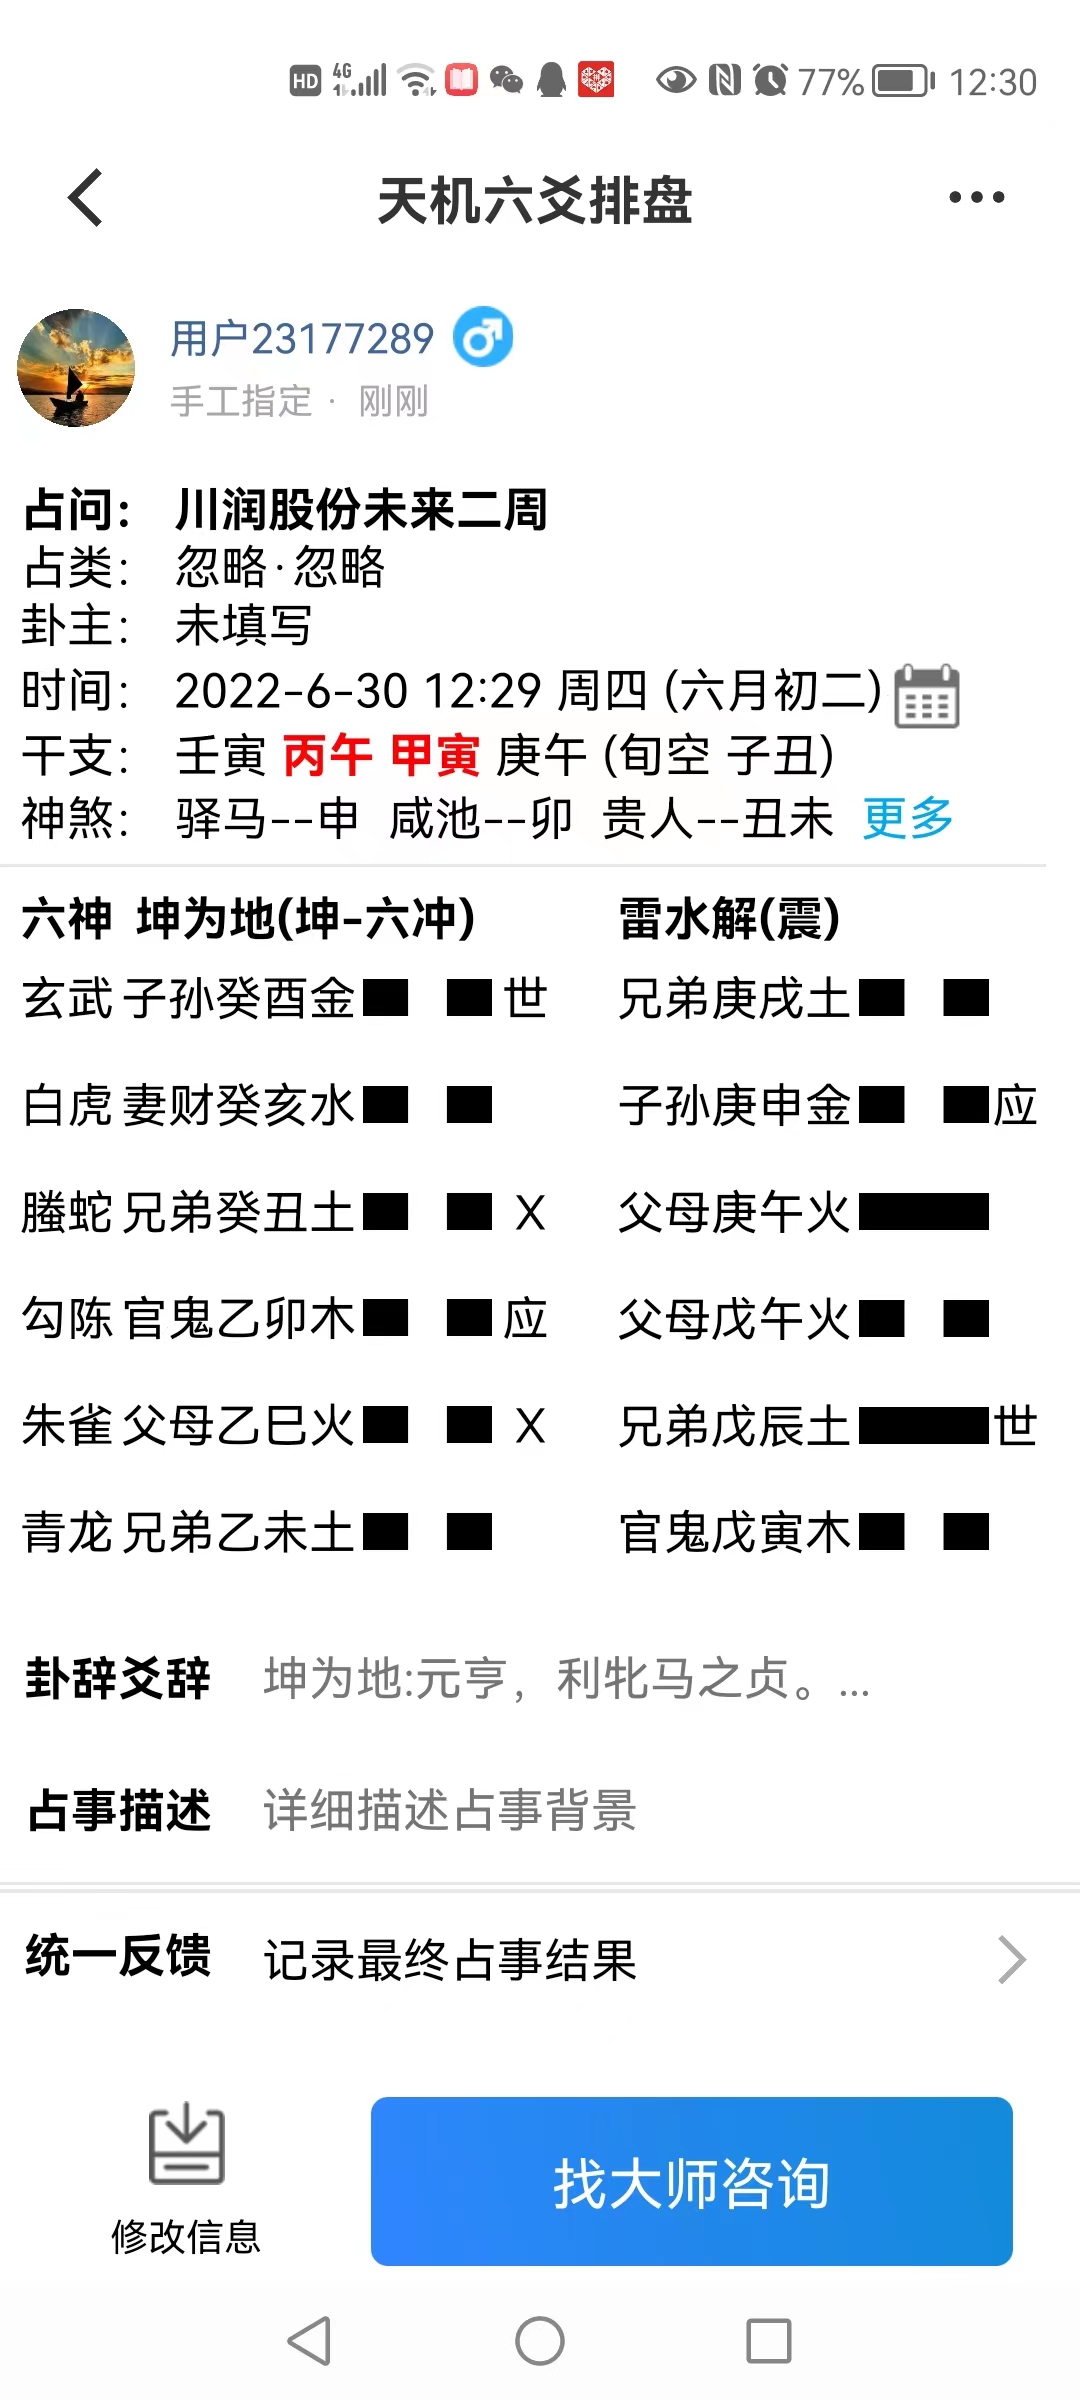 HD 4G 77% 12:30
天机六爻排盘
用户23177289
手工指定 · 刚刚
占问： 川润股份未来二周
占类： 忽略·忽略
卦主： 未填写
时间： 2022-6-30 12:29 周四 (六月初二)
干支： 壬寅 丙午 甲寅 庚午 (旬空 子丑)
神煞： 驿马--申 咸池--卯 贵人--丑未 更多
六神 坤为地(坤-六冲) 雷水解(震)
玄武 子孙癸酉金 世 兄弟庚戌土
白虎 妻财癸亥水 子孙庚申金 应
螣蛇 兄弟癸丑土 X 父母庚午火
勾陈 官鬼乙卯木 应 父母戊午火
朱雀 父母乙巳火 X 兄弟戊辰土 世
青龙 兄弟乙未土 官鬼戊寅木
卦辞爻辞 坤为地:元亨，利牝马之贞。...
占事描述 详细描述占事背景
统一反馈 记录最终占事结果
修改信息 找大师咨询